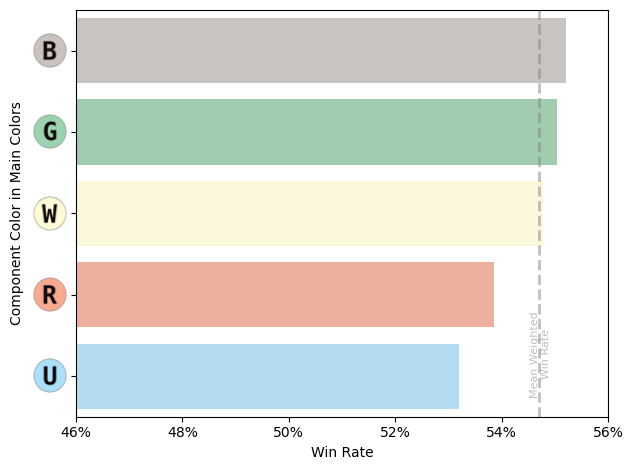 B
G
W
R
U
Component Color in Main Colors
Mean Weighted
Win Rate
46%
48%
50%
52%
54%
56%
Win Rate